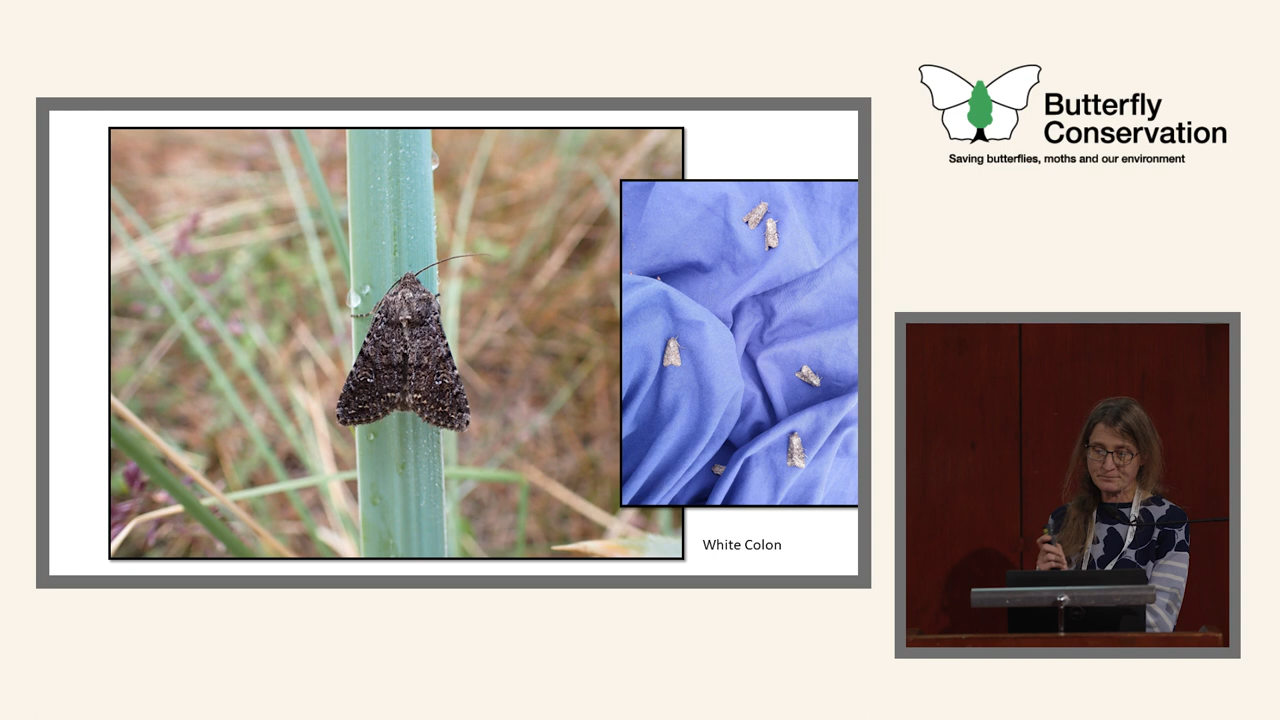 Butterfly
Conservation
Saving butterflies, moths and our environment
White Colon